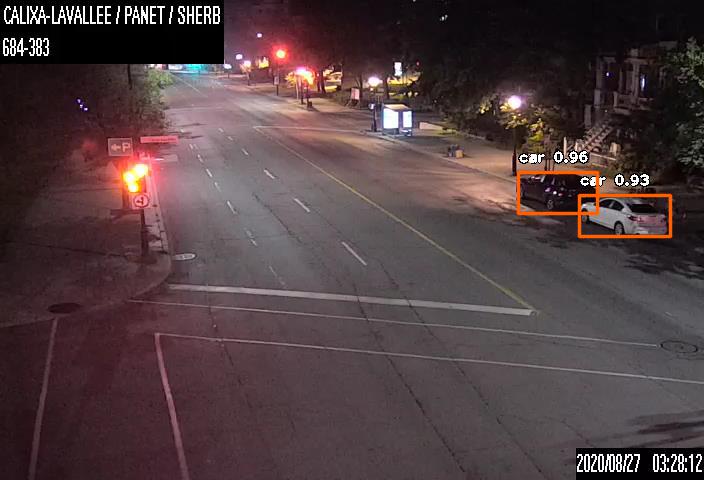 CALIXA-LAVALLEE / PANET / SHERB
684-383
car 0.96
car 0.93
P
2020/08/27 03:28:12